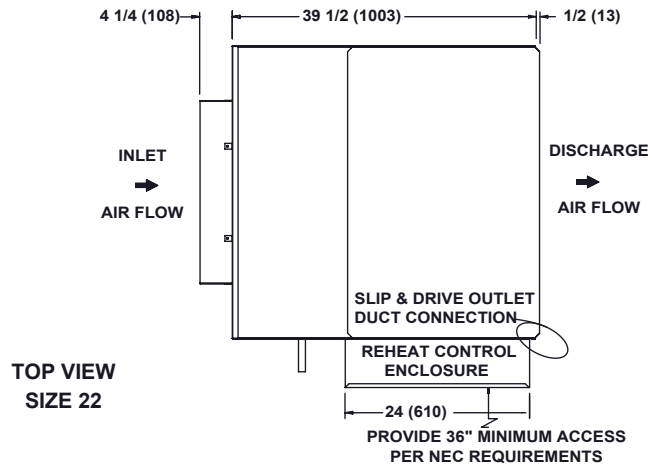 4 1/4 (108)
39 1/2 (1003)
1/2 (13)
INLET
AIR FLOW
DISCHARGE
AIR FLOW
SLIP & DRIVE OUTLET
DUCT CONNECTION
REHEAT CONTROL
ENCLOSURE
TOP VIEW
SIZE 22
24 (610)
PROVIDE 36" MINIMUM ACCESS
PER NEC REQUIREMENTS